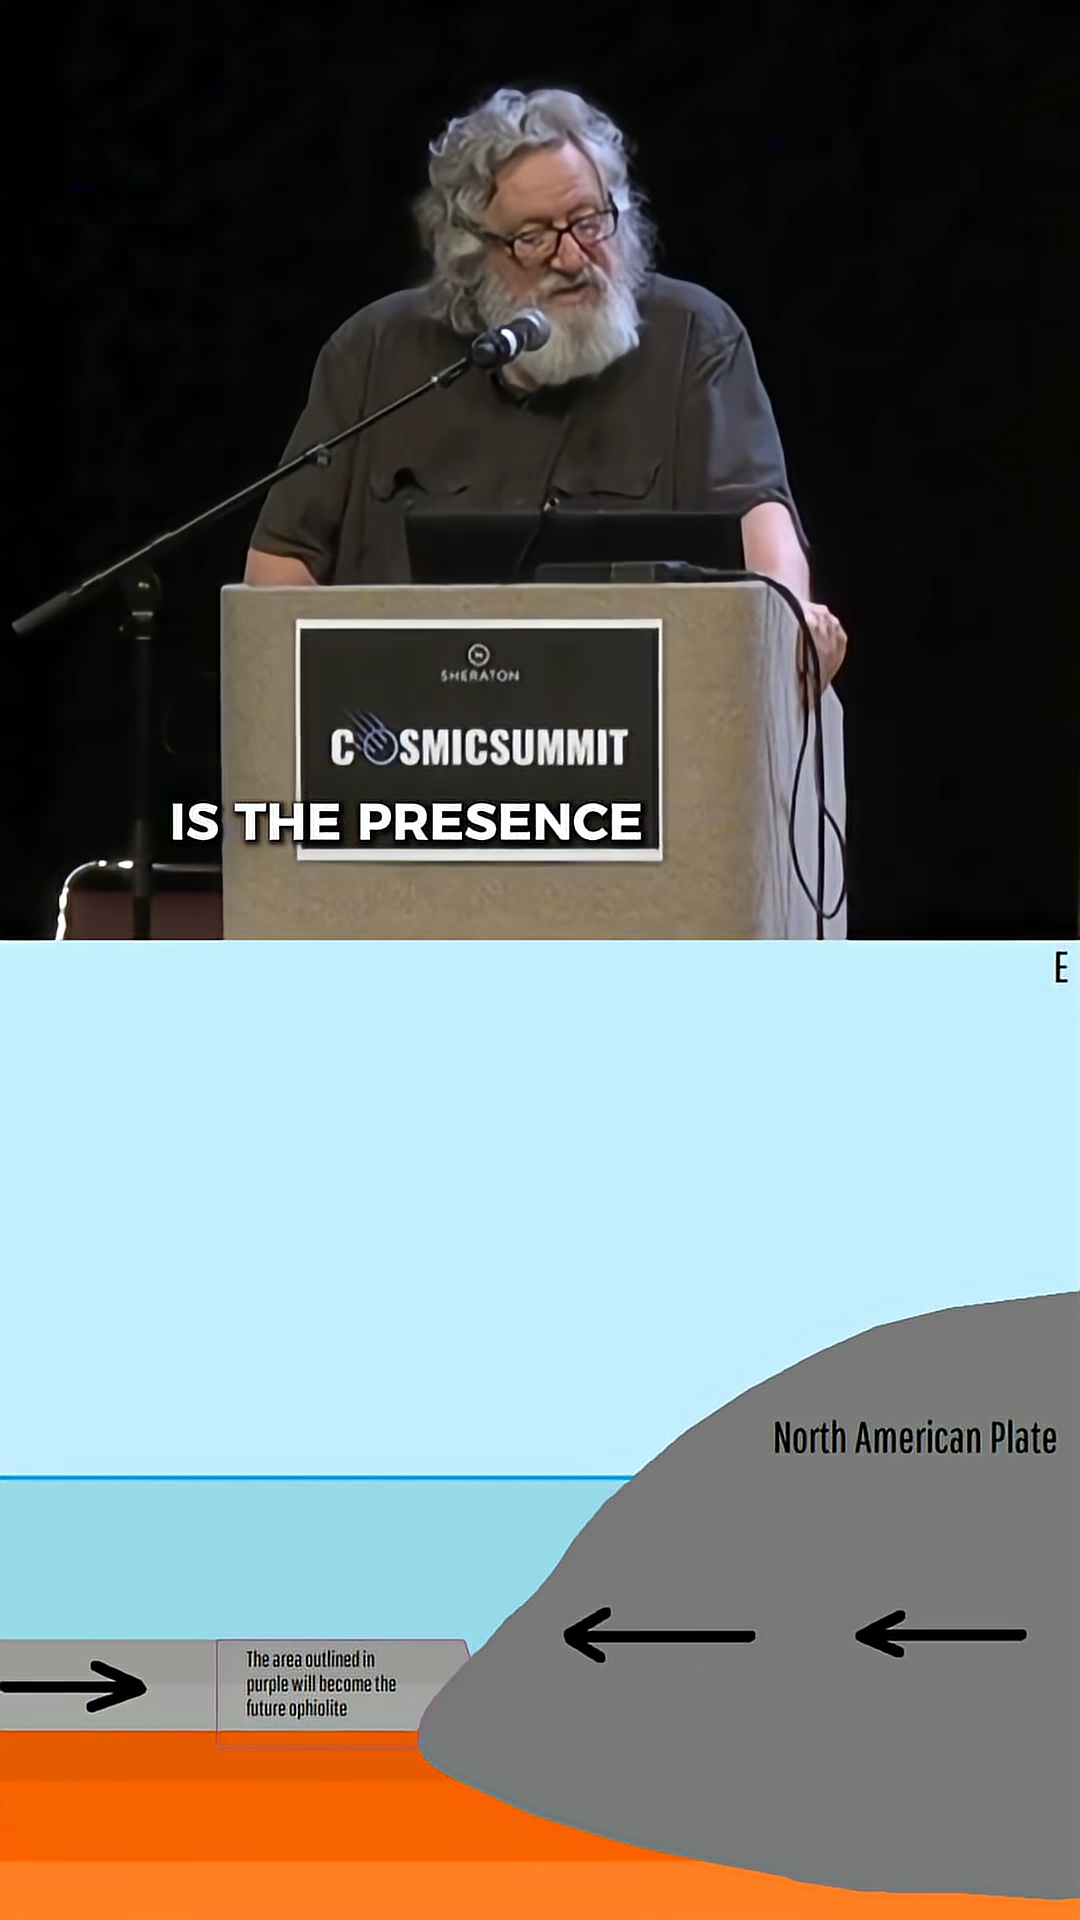 SHERATON
COSMICSUMMIT
IS THE PRESENCE
E
North American Plate
The area outlined in
purple will become the
future ophiolite